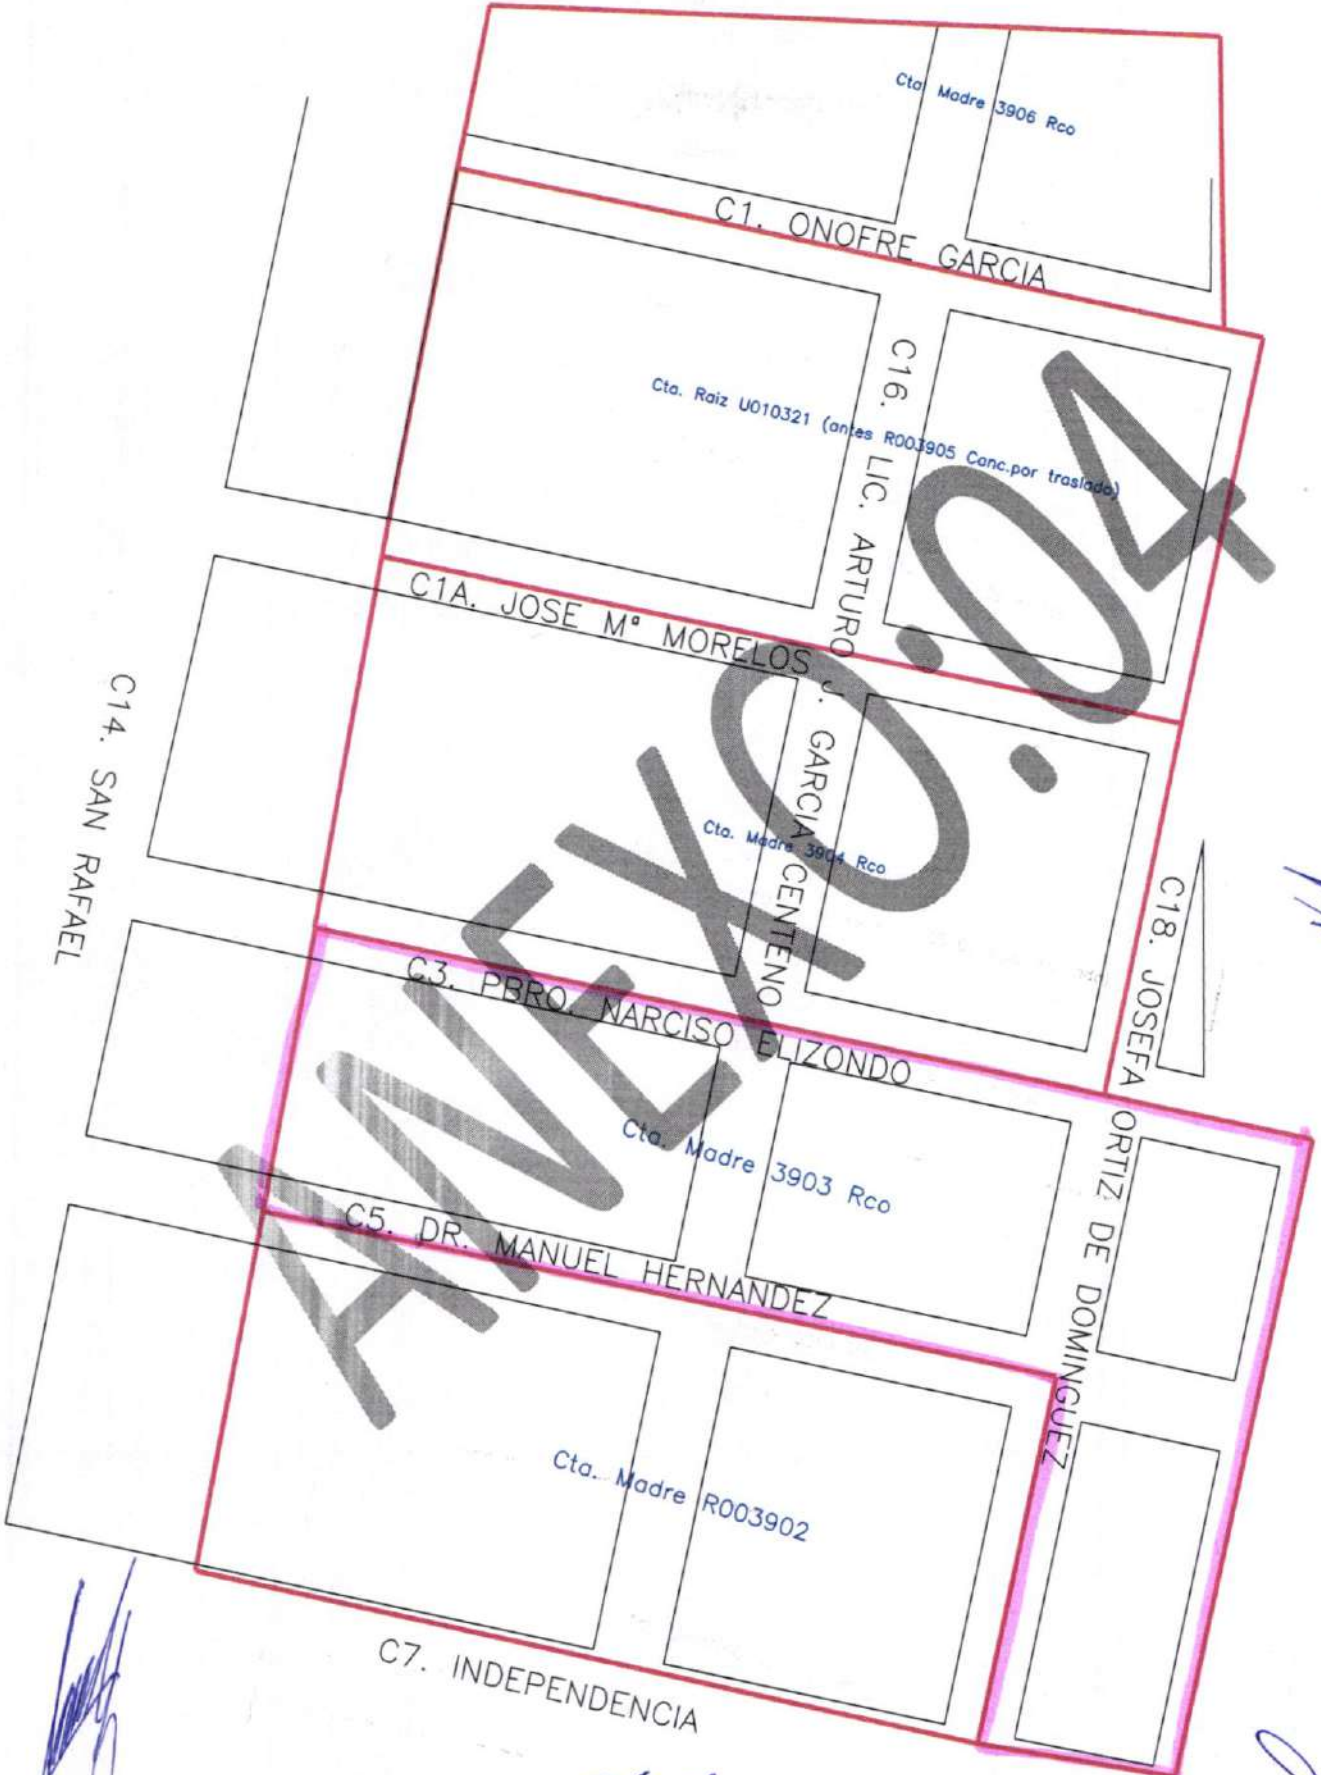 Cta. Madre 3906 Rco
C1. ONOFRE GARCIA
C16. LIC. ARTURO J. GARCIA CENTENO
Cta. Raiz U010321 (antes R003905 Canc.por traslado)
C1A. JOSE Mª MORELOS
C14. SAN RAFAEL
Cta. Madre 3904 Rco
C18. JOSEFA ORTIZ DE DOMINGUEZ
C3. PBRO. NARCISO ELIZONDO
Cta. Madre 3903 Rco
C5. DR. MANUEL HERNANDEZ
Cta. Madre R003902
C7. INDEPENDENCIA
ANEXO:04